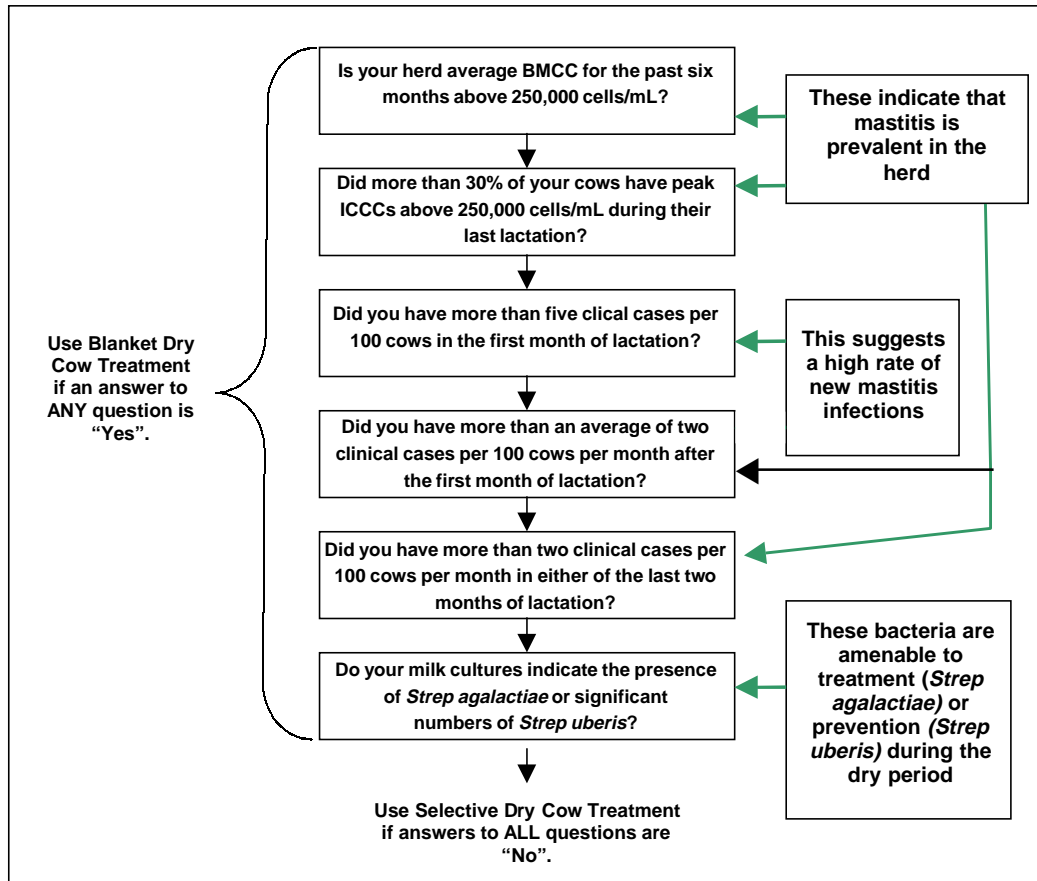 Is your herd average BMCC for the past six
months above 250,000 cells/mL?
These indicate that
mastitis is
prevalent in the
herd
Did more than 30% of your cows have peak
ICCCs above 250,000 cells/mL during their
last lactation?
Did you have more than five clical cases per
100 cows in the first month of lactation?
This suggests
a high rate of
new mastitis
infections
Use Blanket Dry
Cow Treatment
if an answer to
ANY question is
“Yes”.
Did you have more than an average of two
clinical cases per 100 cows per month after
the first month of lactation?
Did you have more than two clinical cases per
100 cows per month in either of the last two
months of lactation?
Do your milk cultures indicate the presence
of Strep agalactiae or significant
numbers of Strep uberis?
These bacteria are
amenable to
treatment (Strep
agalactiae) or
prevention (Strep
uberis) during the
dry period
Use Selective Dry Cow Treatment
if answers to ALL questions are
“No”.